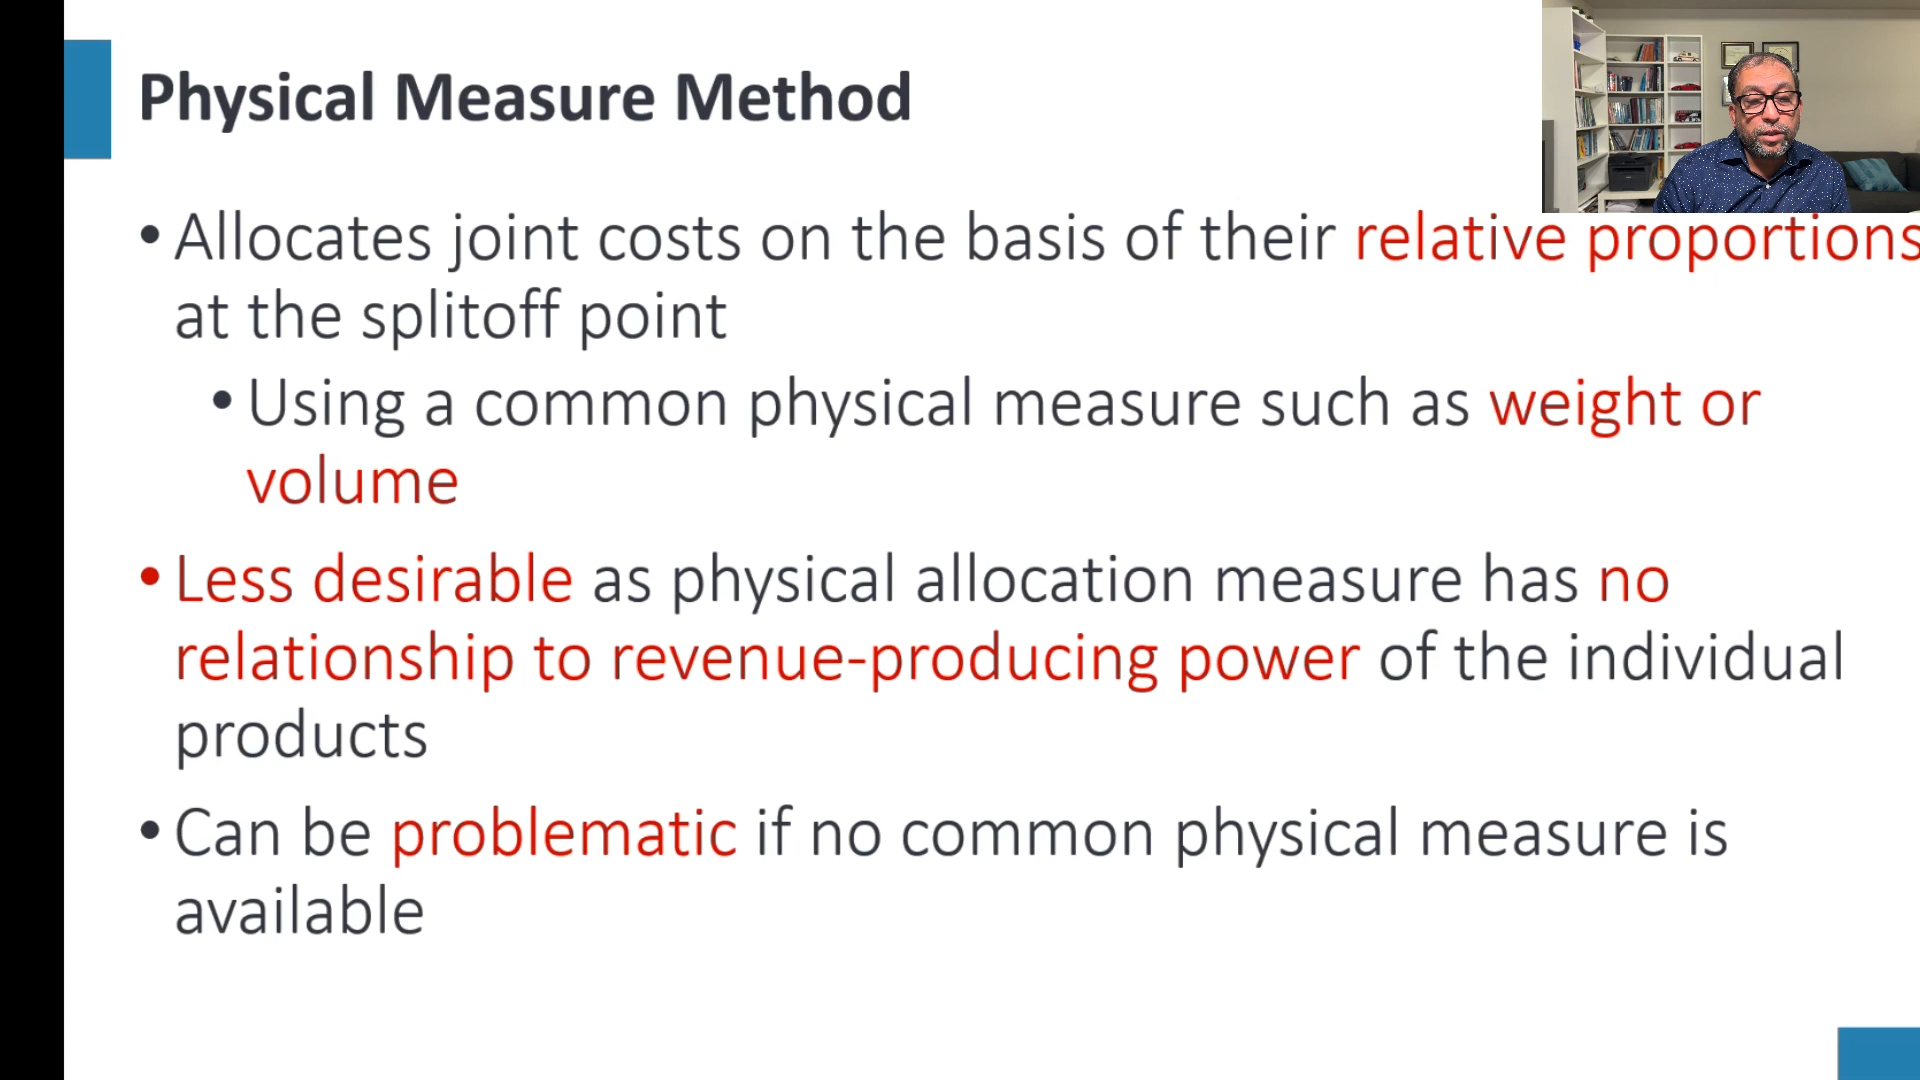 Physical Measure Method
• Allocates joint costs on the basis of their relative proportions
at the splitoff point
• Using a common physical measure such as weight or
volume
• Less desirable as physical allocation measure has no
relationship to revenue-producing power of the individual
products
• Can be problematic if no common physical measure is
available